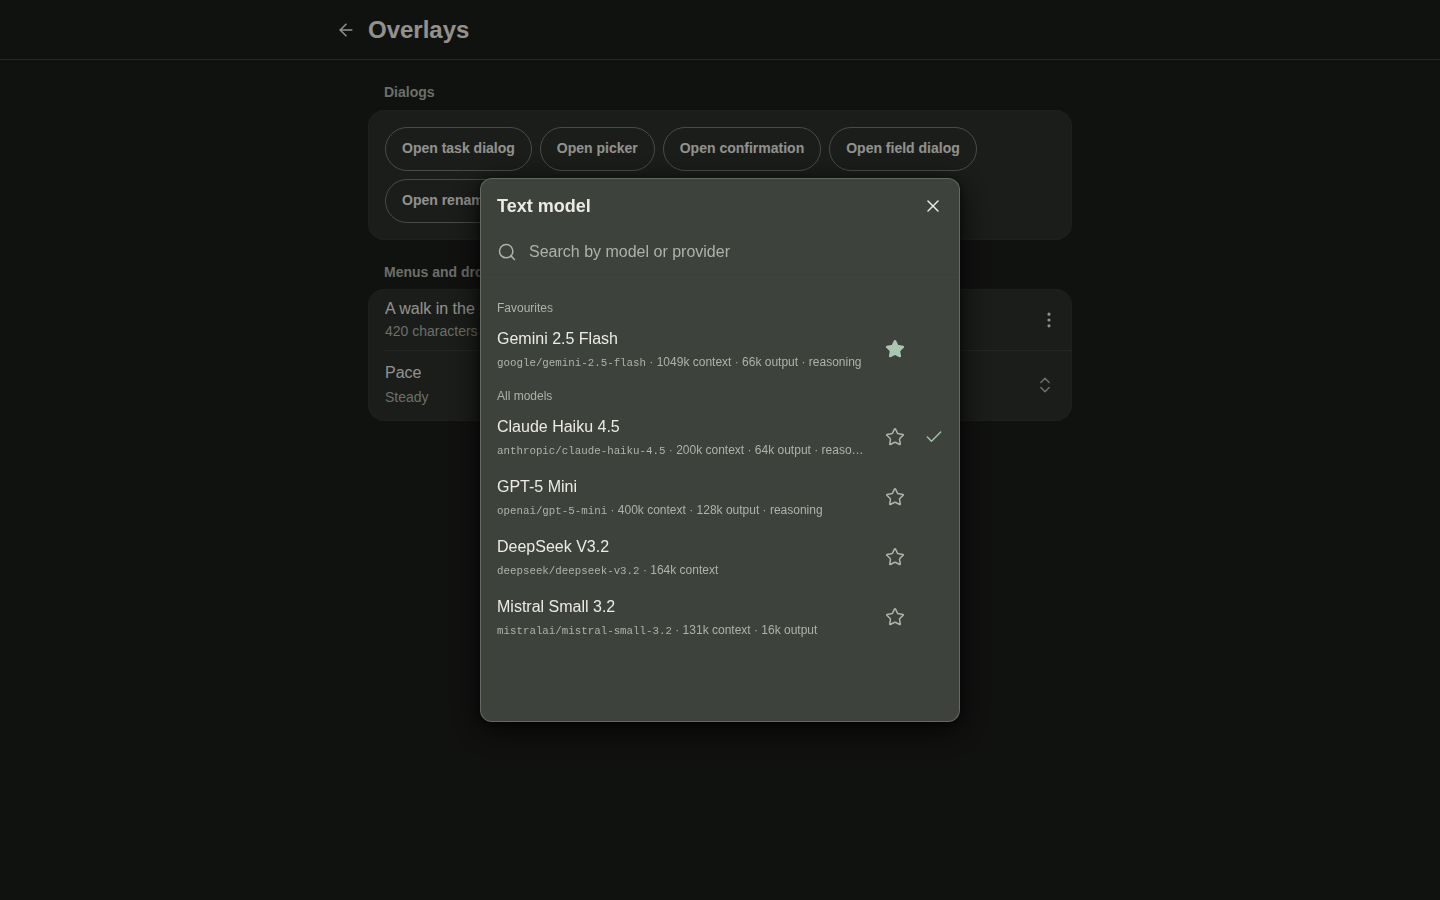 Overlays
Dialogs
Open task dialog
Open picker
Open confirmation
Open field dialog
Open renam
Text model
Search by model or provider
Menus and dro
A walk in the
420 characters
Pace
Steady
Favourites
Gemini 2.5 Flash
google/gemini-2.5-flash · 1049k context · 66k output · reasoning
All models
Claude Haiku 4.5
anthropic/claude-haiku-4.5 · 200k context · 64k output · reaso…
GPT-5 Mini
openai/gpt-5-mini · 400k context · 128k output · reasoning
DeepSeek V3.2
deepseek/deepseek-v3.2 · 164k context
Mistral Small 3.2
mistralai/mistral-small-3.2 · 131k context · 16k output